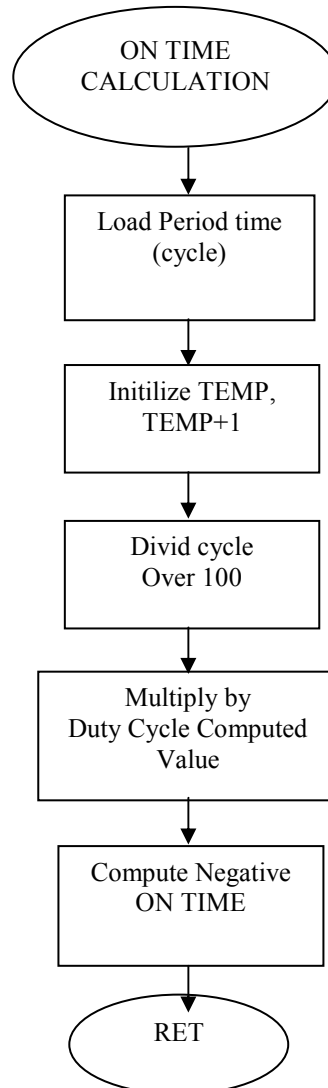 ON TIME
CALCULATION
Load Period time
(cycle)
Initilize TEMP,
TEMP+1
Divid cycle
Over 100
Multiply by
Duty Cycle Computed
Value
Compute Negative
ON TIME
RET